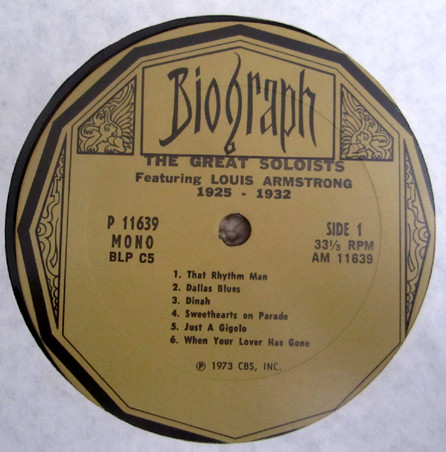 Biograph
THE GREAT SOLOISTS
Featuring LOUIS ARMSTRONG
1925 - 1932
P 11639
MONO
BLP C5
SIDE 1
33⅓ RPM
AM 11639
1. That Rhythm Man
2. Dallas Blues
3. Dinah
4. Sweethearts on Parade
5. Just A Gigolo
6. When Your Lover Has Gone
℗ 1973 CBS, INC.